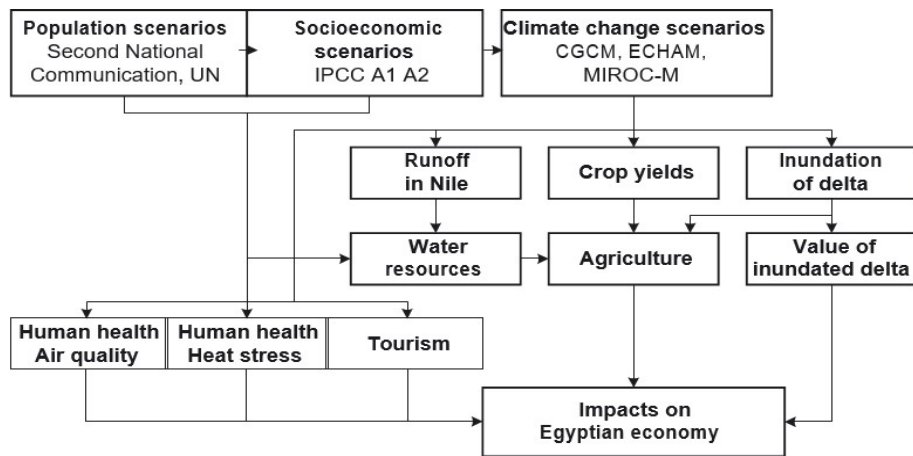 Population scenarios
Second National
Communication, UN
Socioeconomic
scenarios
IPCC A1 A2
Climate change scenarios
CGCM, ECHAM,
MIROC-M
Runoff
in Nile
Crop yields
Inundation
of delta
Water
resources
Agriculture
Value of
inundated delta
Human health
Air quality
Human health
Heat stress
Tourism
Impacts on
Egyptian economy